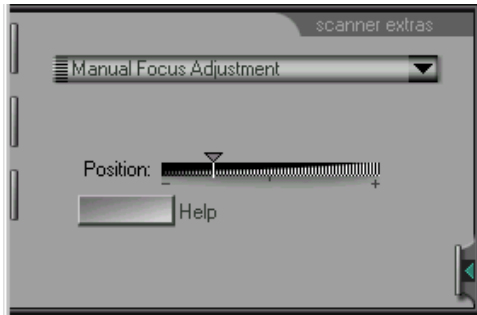 scanner extras
Manual Focus Adjustment
Position:
- +
Help